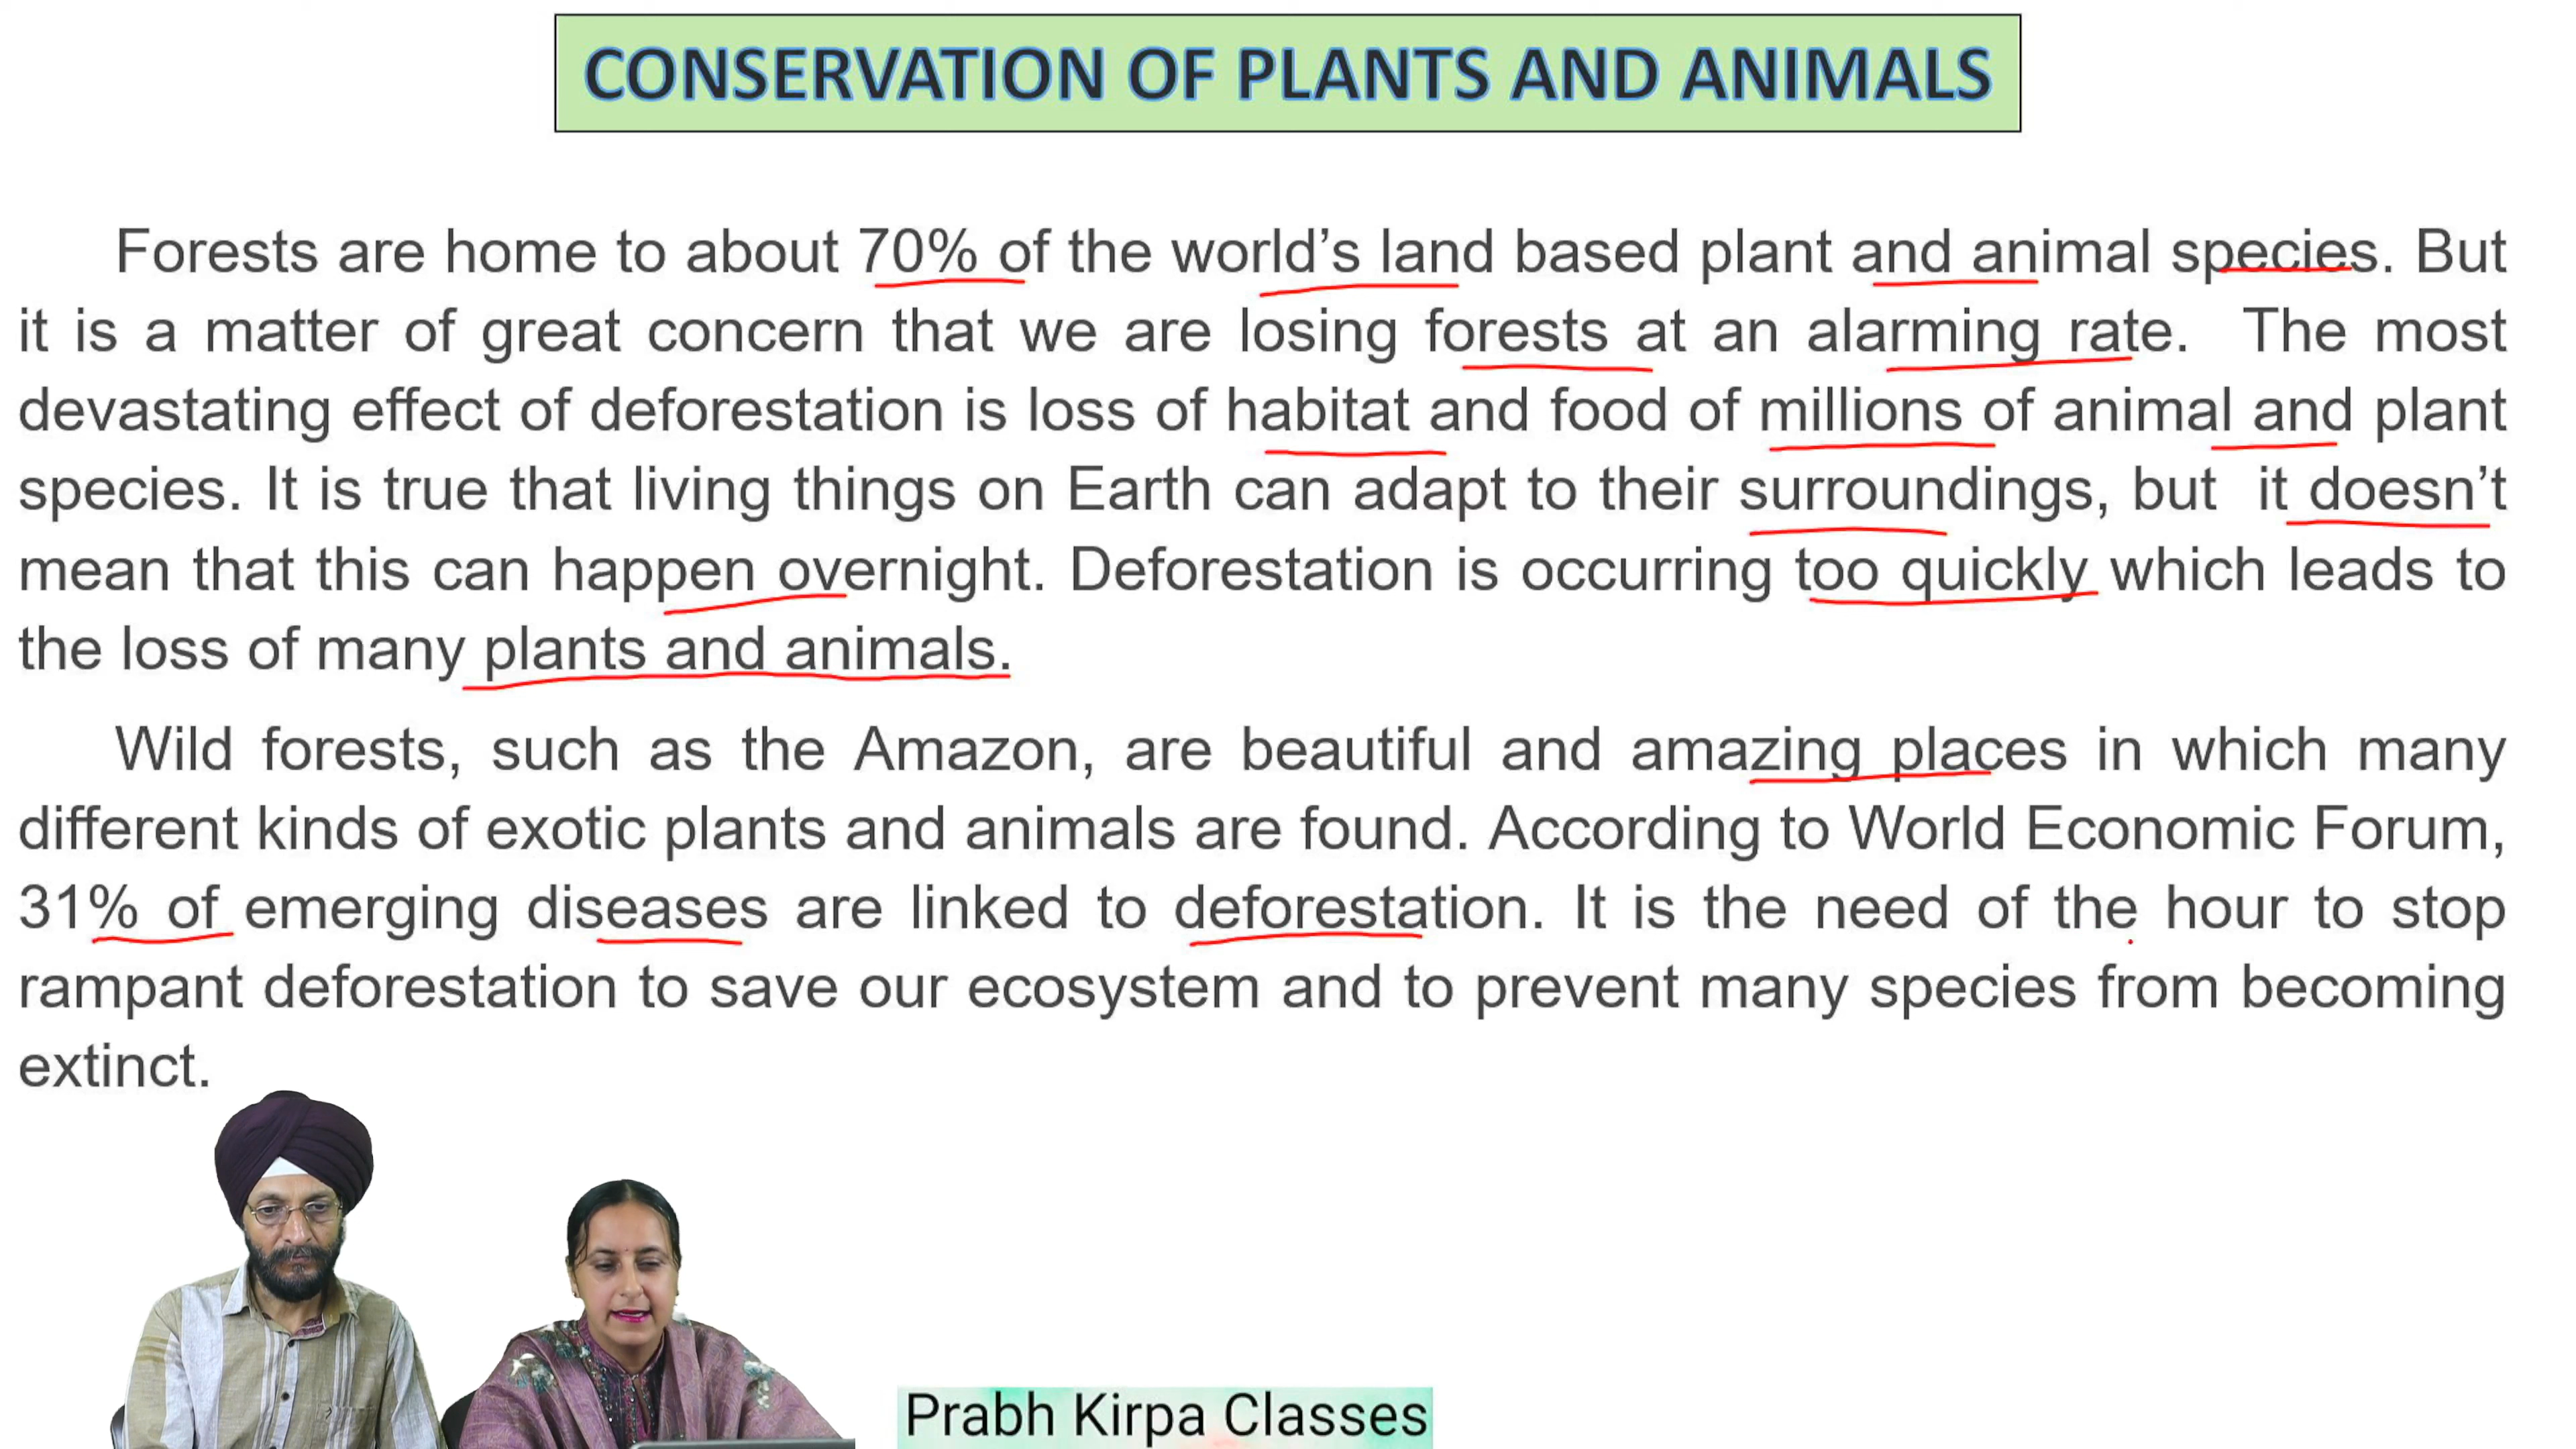 CONSERVATION OF PLANTS AND ANIMALS
Forests are home to about 70% of the world’s land based plant and animal species. But
it is a matter of great concern that we are losing forests at an alarming rate. The most
devastating effect of deforestation is loss of habitat and food of millions of animal and plant
species. It is true that living things on Earth can adapt to their surroundings, but it doesn’t
mean that this can happen overnight. Deforestation is occurring too quickly which leads to
the loss of many plants and animals.
Wild forests, such as the Amazon, are beautiful and amazing places in which many
different kinds of exotic plants and animals are found. According to World Economic Forum,
31% of emerging diseases are linked to deforestation. It is the need of the hour to stop
rampant deforestation to save our ecosystem and to prevent many species from becoming
extinct.
Prabh Kirpa Classes